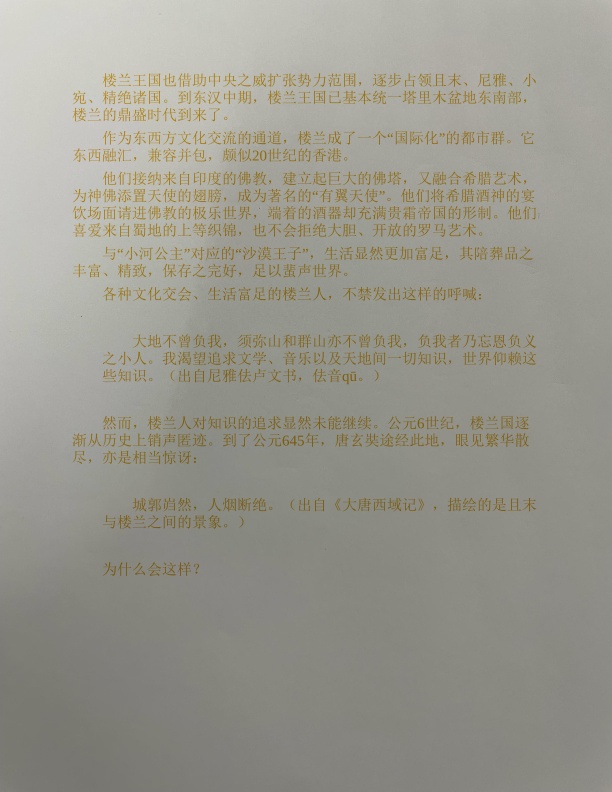 楼兰王国也借助中央之威扩张势力范围，逐步占领且末、尼雅、小
宛、精绝诸国。到东汉中期，楼兰王国已基本统一塔里木盆地东南部，
楼兰的鼎盛时代到来了。
作为东西方文化交流的通道，楼兰成了一个“国际化”的都市群。它
东西融汇，兼容并包，颇似20世纪的香港。
他们接纳来自印度的佛教，建立起巨大的佛塔，又融合希腊艺术，
为神佛添置天使的翅膀，成为著名的“有翼天使”。他们将希腊酒神的宴
饮场面请进佛教的极乐世界，端着的酒器却充满贵霜帝国的形制。他们
喜爱来自蜀地的上等织锦，也不会拒绝大胆、开放的罗马艺术。
与“小河公主”对应的“沙漠王子”，生活显然更加富足，其陪葬品之
丰富、精致，保存之完好，足以蜚声世界。
各种文化交会、生活富足的楼兰人，不禁发出这样的呼喊：
大地不曾负我，须弥山和群山亦不曾负我，负我者乃忘恩负义
之小人。我渴望追求文学、音乐以及天地间一切知识，世界仰赖这
些知识。（出自尼雅佉卢文书，佉音qū。）
然而，楼兰人对知识的追求显然未能继续。公元6世纪，楼兰国逐
渐从历史上销声匿迹。到了公元645年，唐玄奘途经此地，眼见繁华散
尽，亦是相当惊讶：
城郭岿然，人烟断绝。（出自《大唐西域记》，描绘的是且末
与楼兰之间的景象。）
为什么会这样？